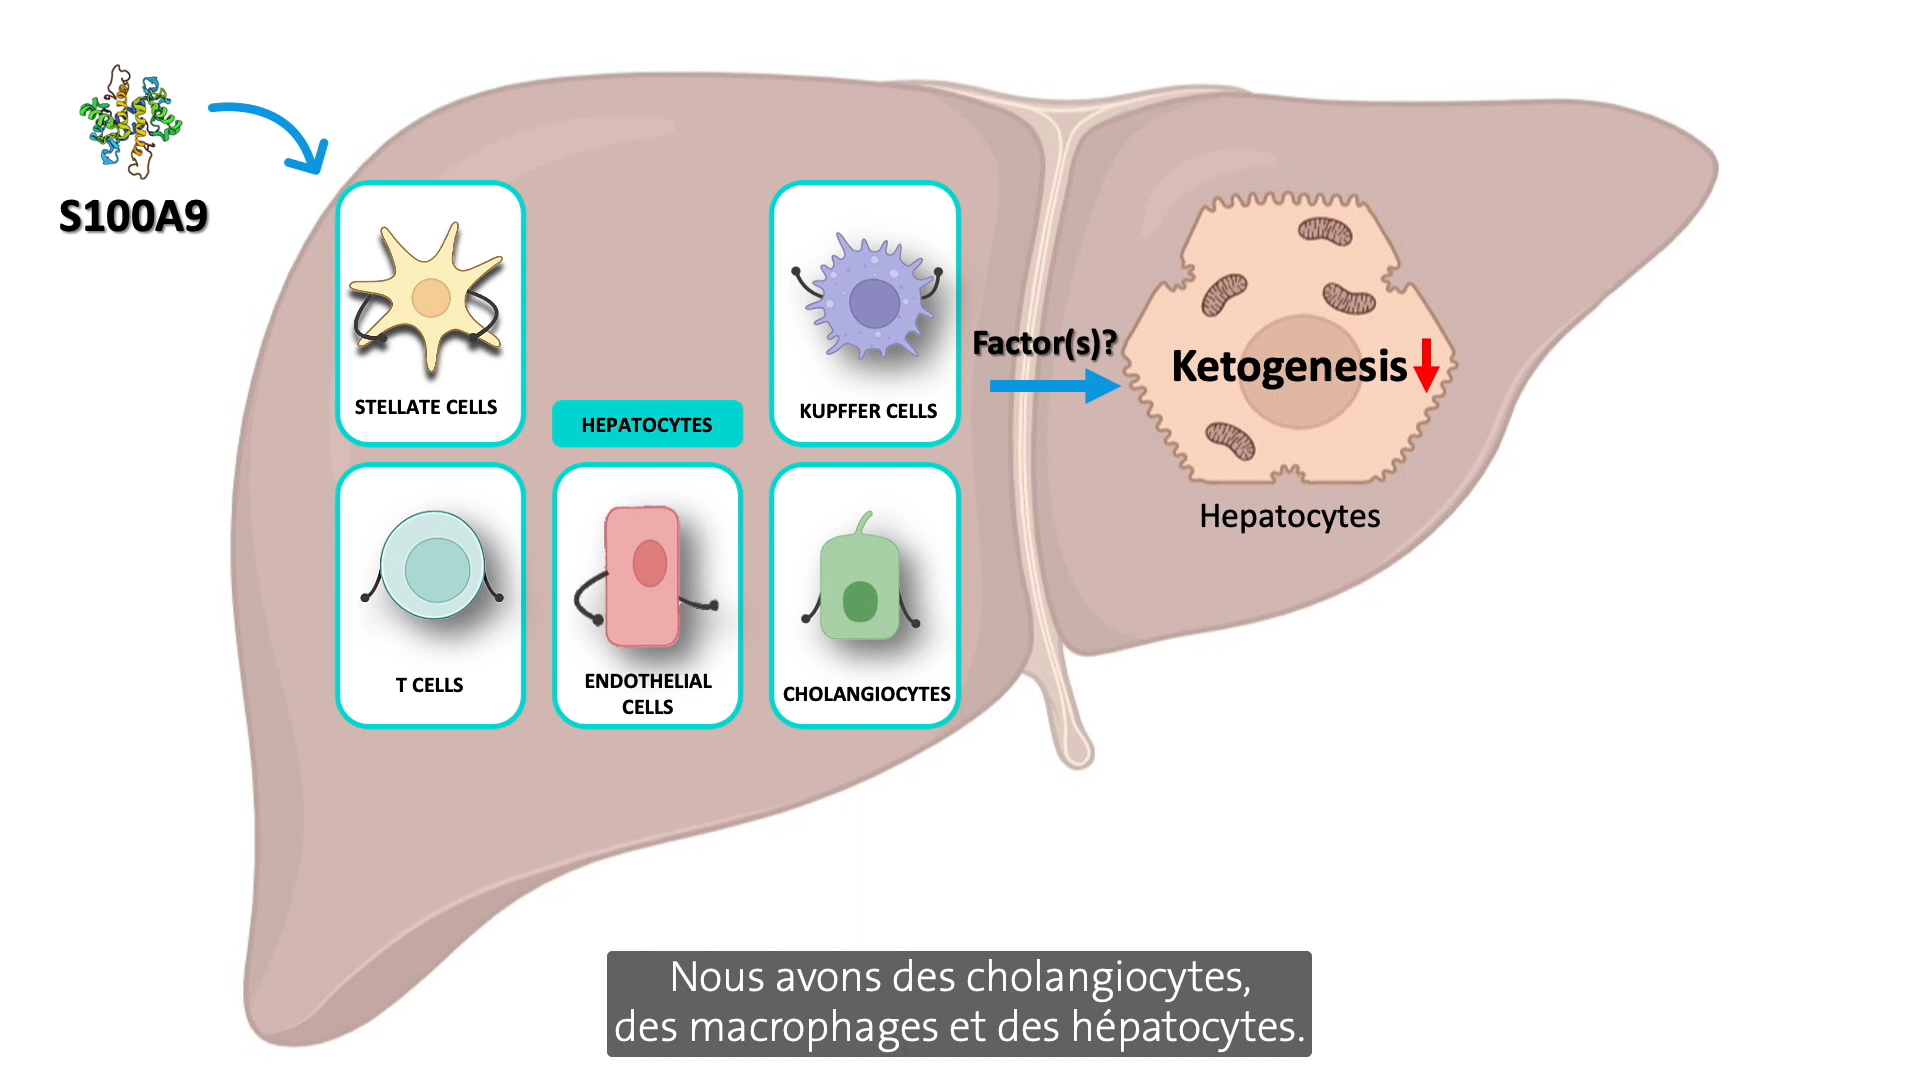 S100A9
STELLATE CELLS
HEPATOCYTES
KUPFFER CELLS
T CELLS
ENDOTHELIAL
CELLS
CHOLANGIOCYTES
Factor(s)?
Ketogenesis
Hepatocytes
Nous avons des cholangiocytes,
des macrophages et des hépatocytes.